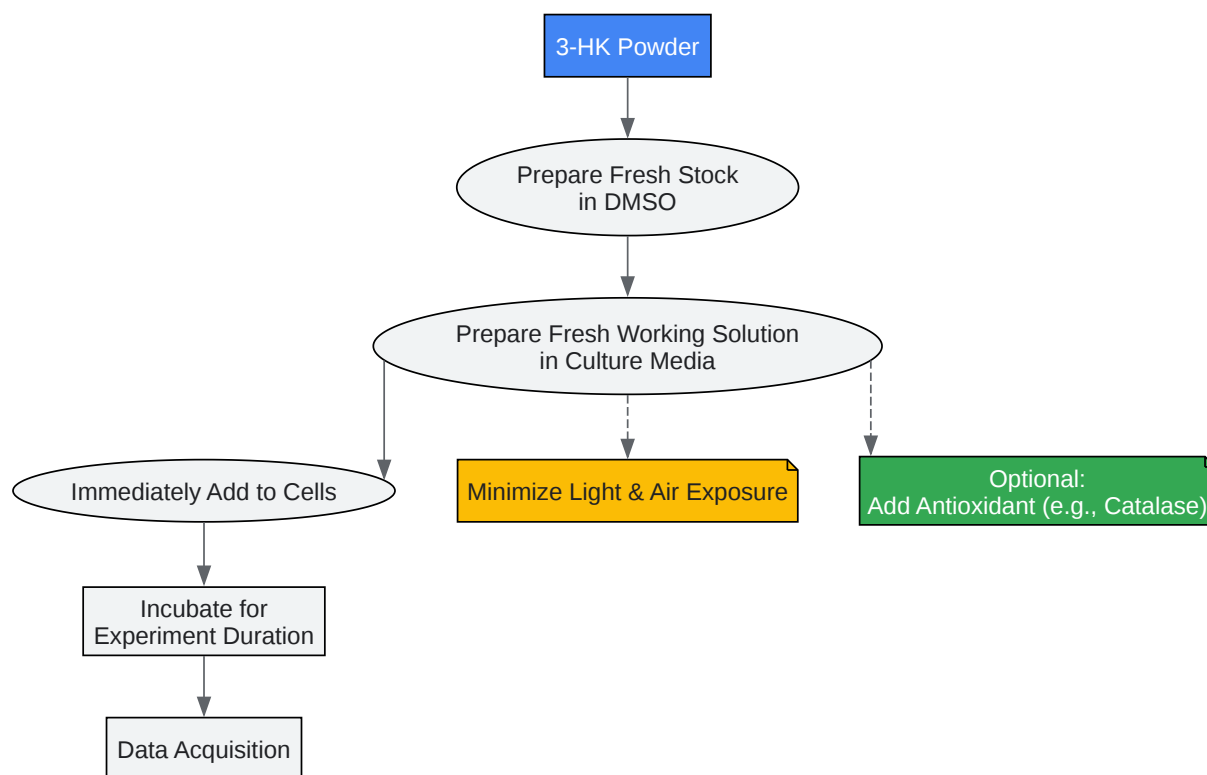 3-HK Powder
Prepare Fresh Stock
in DMSO
Prepare Fresh Working Solution
in Culture Media
Immediately Add to Cells
Minimize Light & Air Exposure
Optional:
Add Antioxidant (e.g., Catalase)
Incubate for
Experiment Duration
Data Acquisition